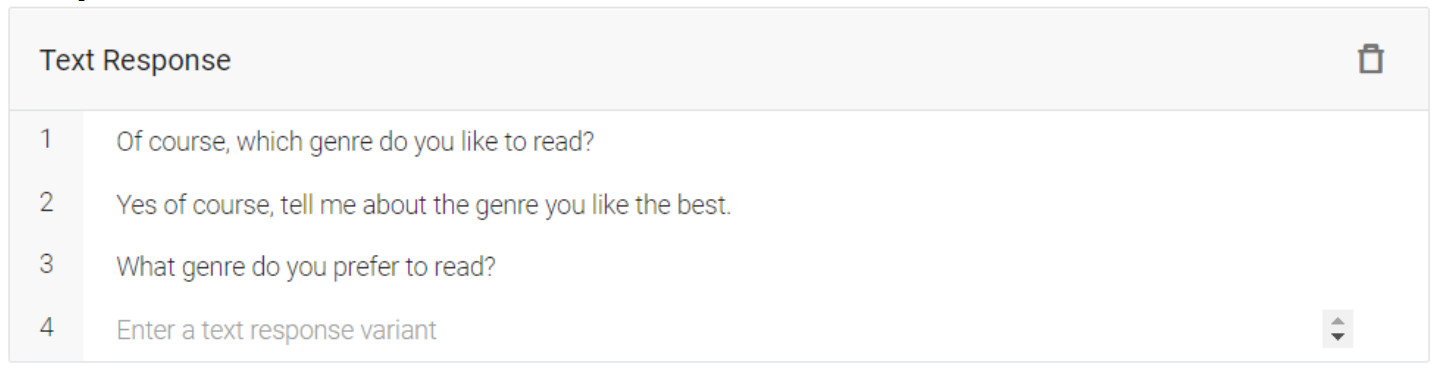 Text Response
1 Of course, which genre do you like to read?
2 Yes of course, tell me about the genre you like the best.
3 What genre do you prefer to read?
4 Enter a text response variant